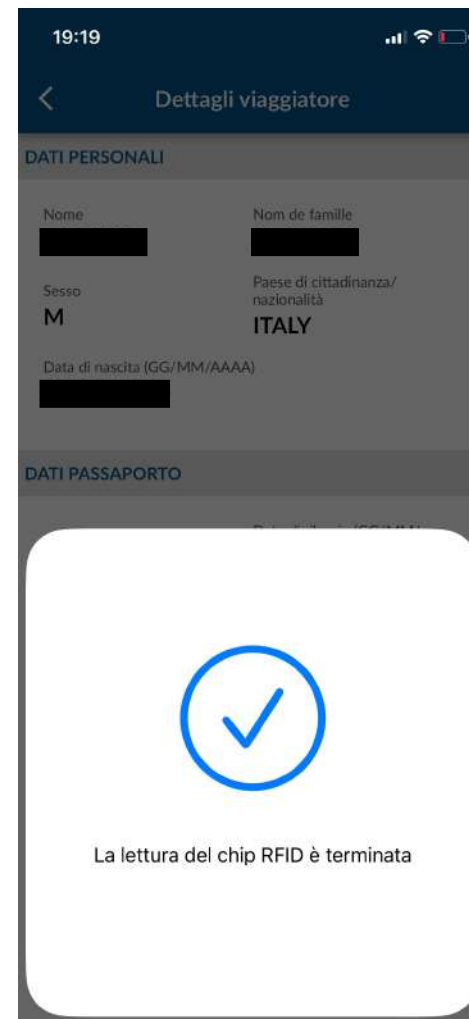 19:19
Dettagli viaggiatore
DATI PERSONALI
Nome
Nom de famille
Sesso
M
Paese di cittadinanza/
nazionalità
ITALY
Data di nascita (GG/MM/AAAA)
DATI PASSAPORTO
La lettura del chip RFID è terminata